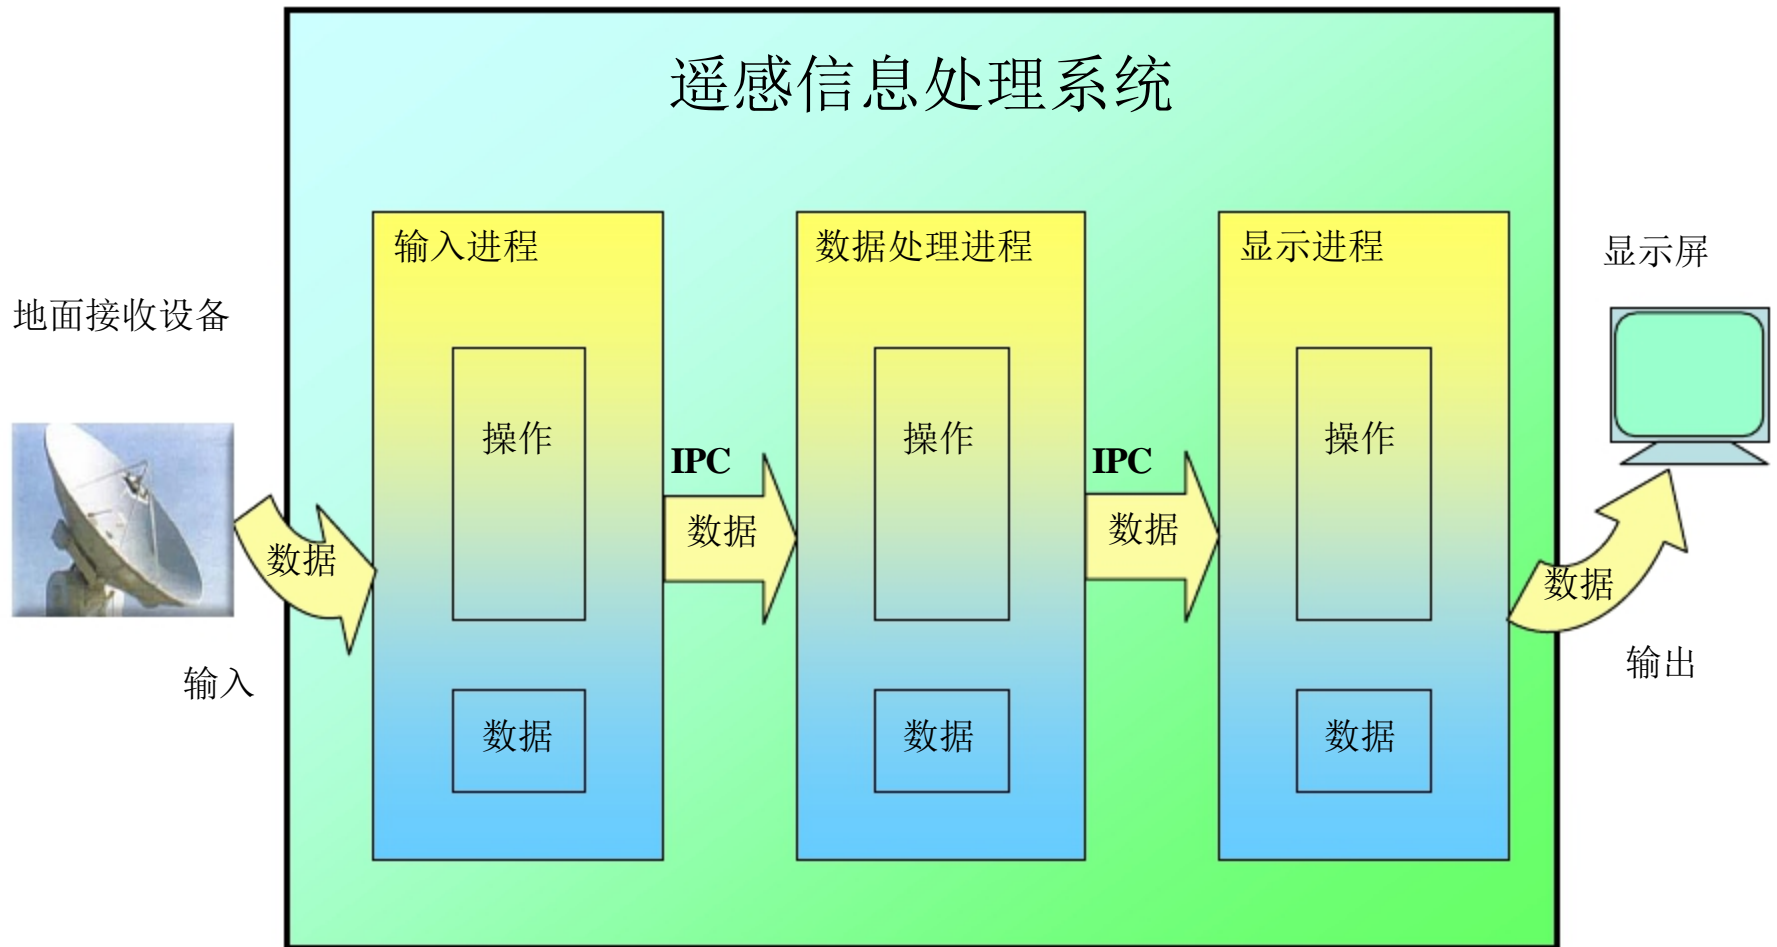 遥感信息处理系统
地面接收设备
数据
输入
输入进程
操作
数据
IPC
数据
数据处理进程
操作
数据
IPC
数据
显示进程
操作
数据
显示屏
数据
输出